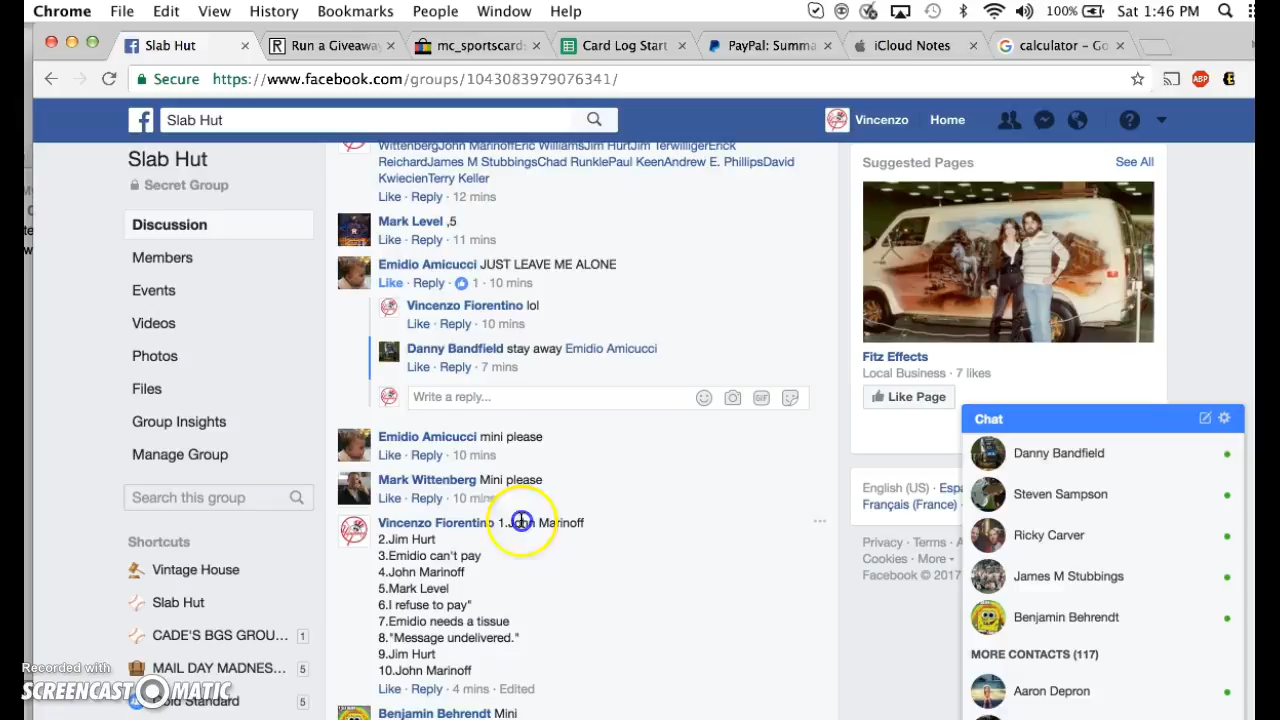 Chrome File Edit View History Bookmarks People Window Help 100% Sat 1:46 PM
Slab Hut Run a Giveaway mc_sportscards Card Log Start PayPal: Summa iCloud Notes calculator – Go
Secure https://www.facebook.com/groups/1043083979076341/
Slab Hut Vincenzo Home
Slab Hut
Secret Group
Discussion
Members
Events
Videos
Photos
Files
Group Insights
Manage Group
Search this group
Shortcuts
Vintage House
Slab Hut
CADE'S BGS GROU... 1
MAIL DAY MADNES... 5
Gold Standard 5
WittenbergJohn MarinoffEric WilliamsJim HurtJim TerwilligerErick
ReichardJames M StubbingsChad RunklePaul KeenAndrew E. PhillipsDavid
KwiecienTerry Keller
Like · Reply · 12 mins
Mark Level ,5
Like · Reply · 11 mins
Emidio Amicucci JUST LEAVE ME ALONE
Like · Reply · 1 · 10 mins
Vincenzo Fiorentino lol
Like · Reply · 10 mins
Danny Bandfield stay away Emidio Amicucci
Like · Reply · 7 mins
Write a reply... GIF
Emidio Amicucci mini please
Like · Reply · 10 mins
Mark Wittenberg Mini please
Like · Reply · 10 mins
Vincenzo Fiorentino 1.John Marinoff
2.Jim Hurt
3.Emidio can't pay
4.John Marinoff
5.Mark Level
6.I refuse to pay"
7.Emidio needs a tissue
8."Message undelivered."
9.Jim Hurt
10.John Marinoff
Like · Reply · 4 mins · Edited
Benjamin Behrendt Mini
Suggested Pages See All
Fitz Effects
Local Business · 7 likes
Like Page
English (US) · Espa
Français (France) ·
Privacy · Terms · A
Cookies · More
Facebook © 2017
Chat
Danny Bandfield
Steven Sampson
Ricky Carver
James M Stubbings
Benjamin Behrendt
MORE CONTACTS (117)
Aaron Depron
Recorded with
SCREENCAST-O-MATIC